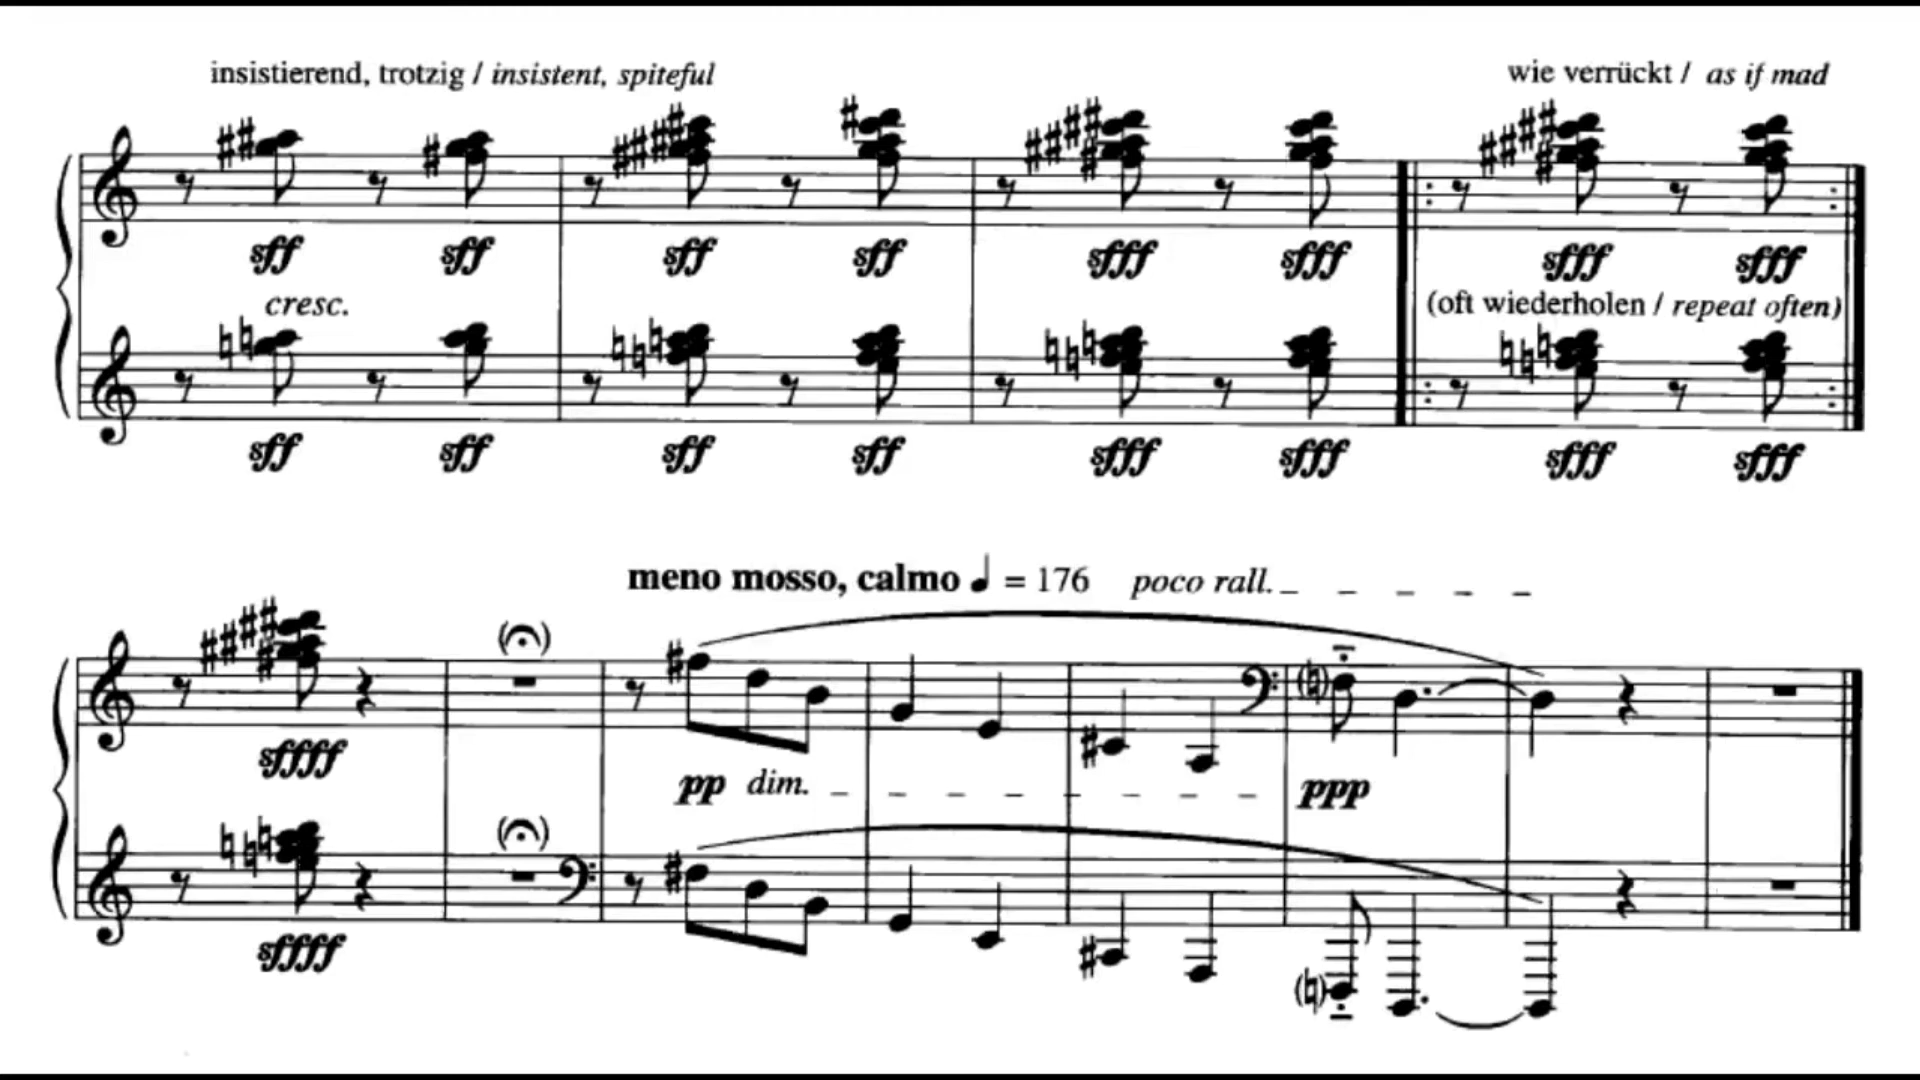 insistierend, trotzig / insistent, spiteful
wie verrückt / as if mad
sff sff sff sff sfff sfff sfff sfff
cresc.
(oft wiederholen / repeat often)
sff sff sff sff sfff sfff sfff sfff
meno mosso, calmo ♩ = 176 poco rall.
sffff
pp dim.
ppp
sffff